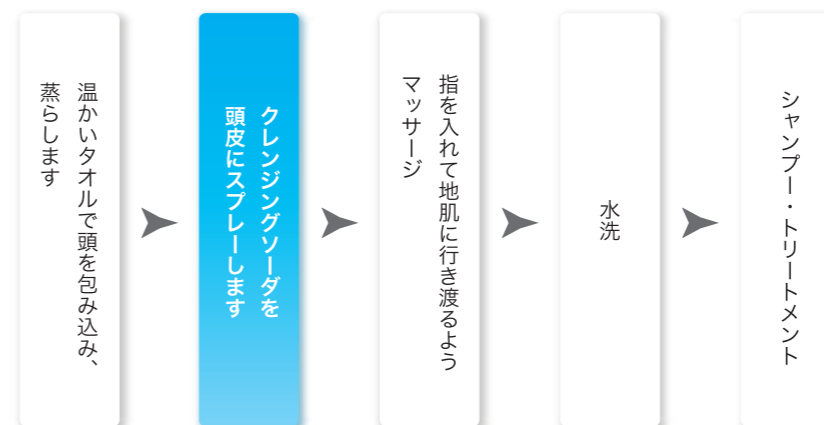 温かいタオルで頭を包み込み、
蒸らします
クレンジングソーダを
頭皮にスプレーします
指を入れて地肌に行き渡るよう
マッサージ
水洗
シャンプー・トリートメント